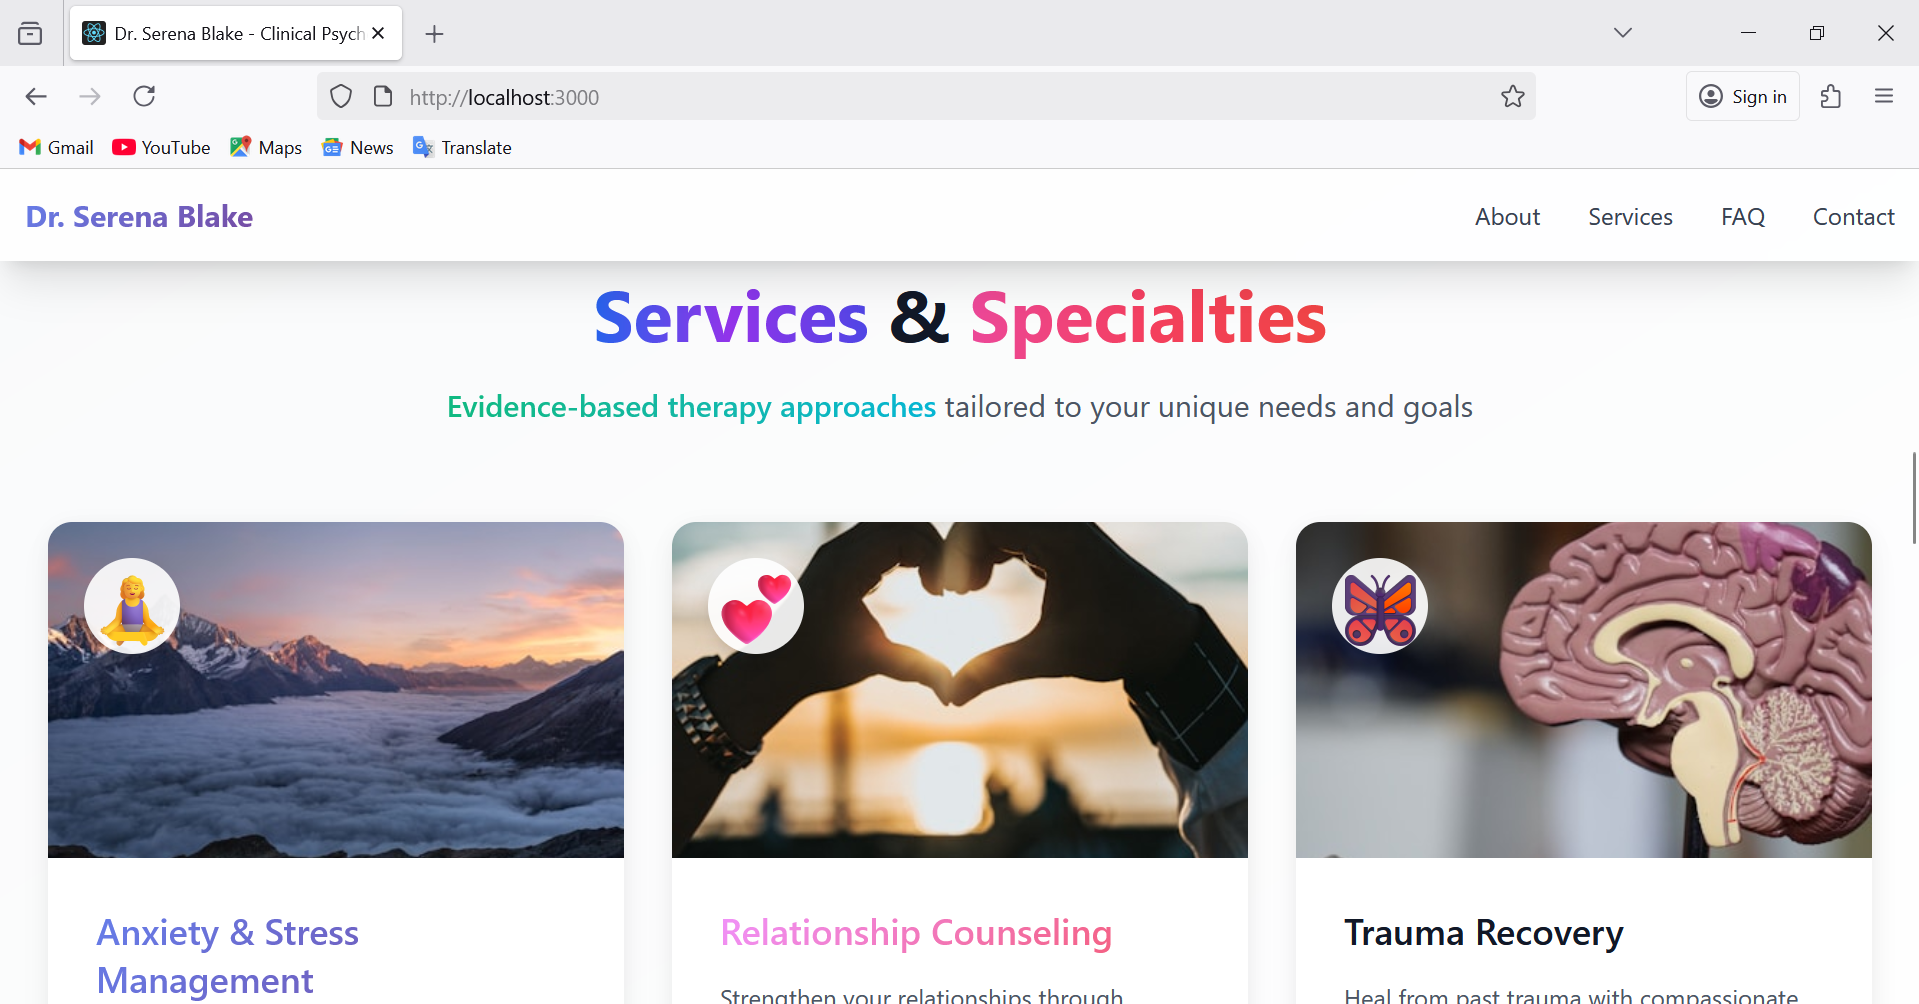 Dr. Serena Blake - Clinical Psych
http://localhost:3000
Sign in
Gmail YouTube Maps News Translate
Dr. Serena Blake
About Services FAQ Contact
Services & Specialties
Evidence-based therapy approaches tailored to your unique needs and goals
Anxiety & Stress
Management
Relationship Counseling
Strengthen your relationships through
Trauma Recovery
Heal from past trauma with compassionate